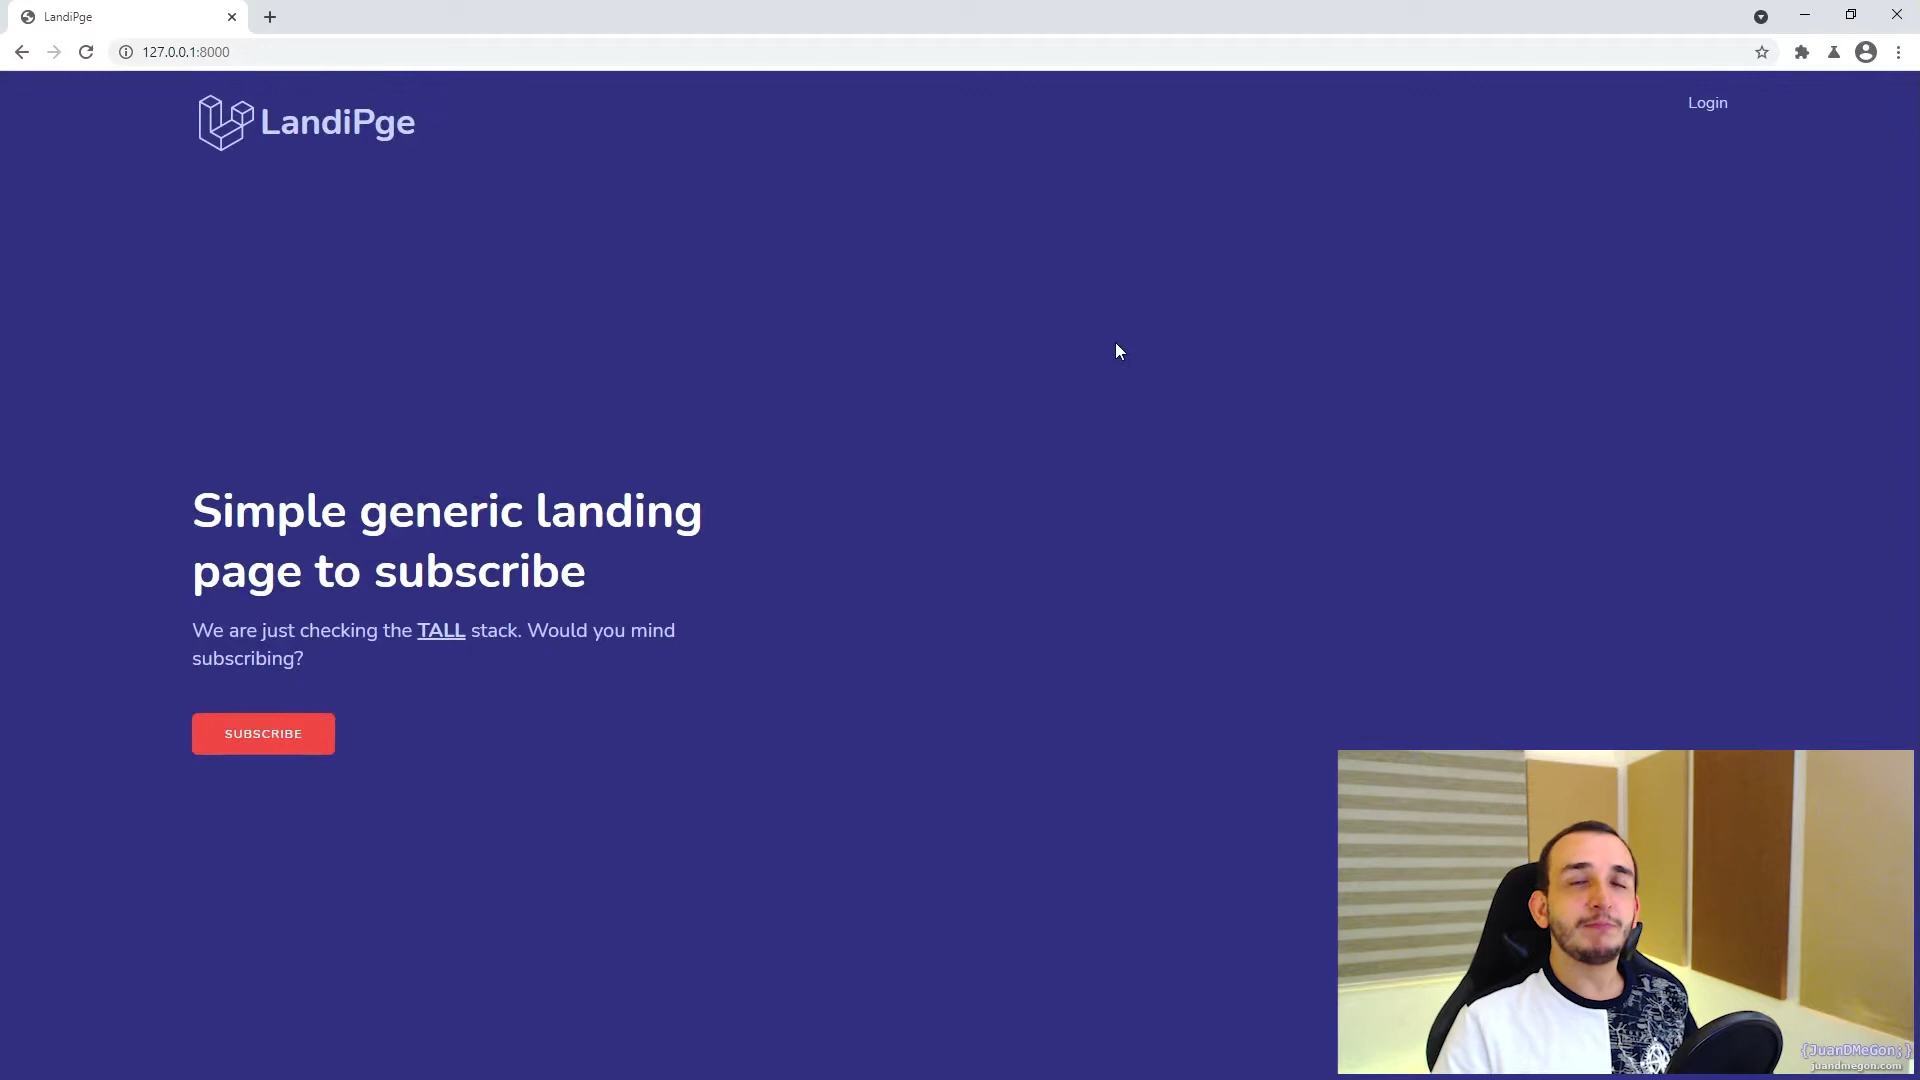 LandiPge
127.0.0.1:8000
LandiPge
Login
Simple generic landing
page to subscribe
We are just checking the TALL stack. Would you mind
subscribing?
SUBSCRIBE
{JuanDMeGon;}
juandmegon.com